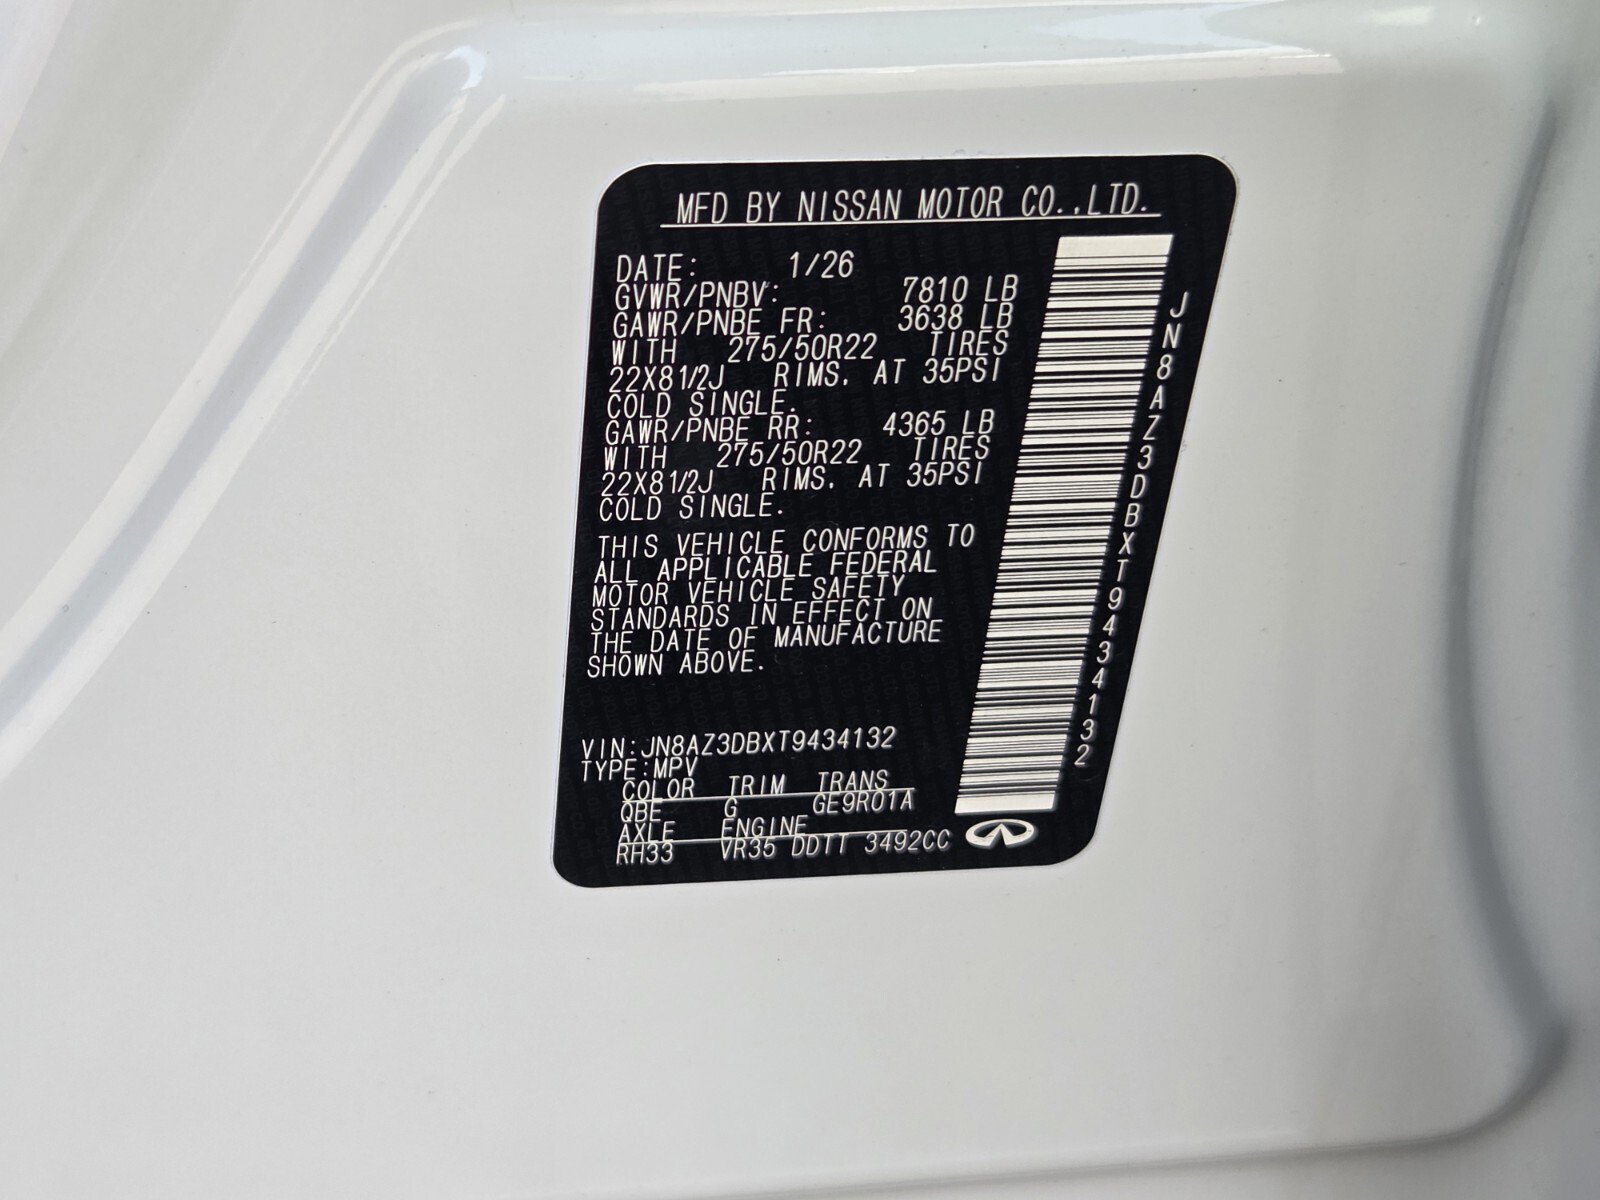 MFD BY NISSAN MOTOR CO.,LTD.
DATE: 1/26
GVWR/PNBV: 7810 LB
GAWR/PNBE FR: 3638 LB
WITH 275/50R22 TIRES
22X81/2J RIMS, AT 35PSI
COLD SINGLE.
GAWR/PNBE RR: 4365 LB
WITH 275/50R22 TIRES
22X81/2J RIMS, AT 35PSI
COLD SINGLE.
THIS VEHICLE CONFORMS TO
ALL APPLICABLE FEDERAL
MOTOR VEHICLE SAFETY
STANDARDS IN EFFECT ON
THE DATE OF MANUFACTURE
SHOWN ABOVE.
VIN:JN8AZ3DBXT9434132
TYPE:MPV
COLOR TRIM TRANS
QBE G GE9R01A
AXLE ENGINE
RH33 VR35 DDTT 3492CC
JN8AZ3DBXT9434132